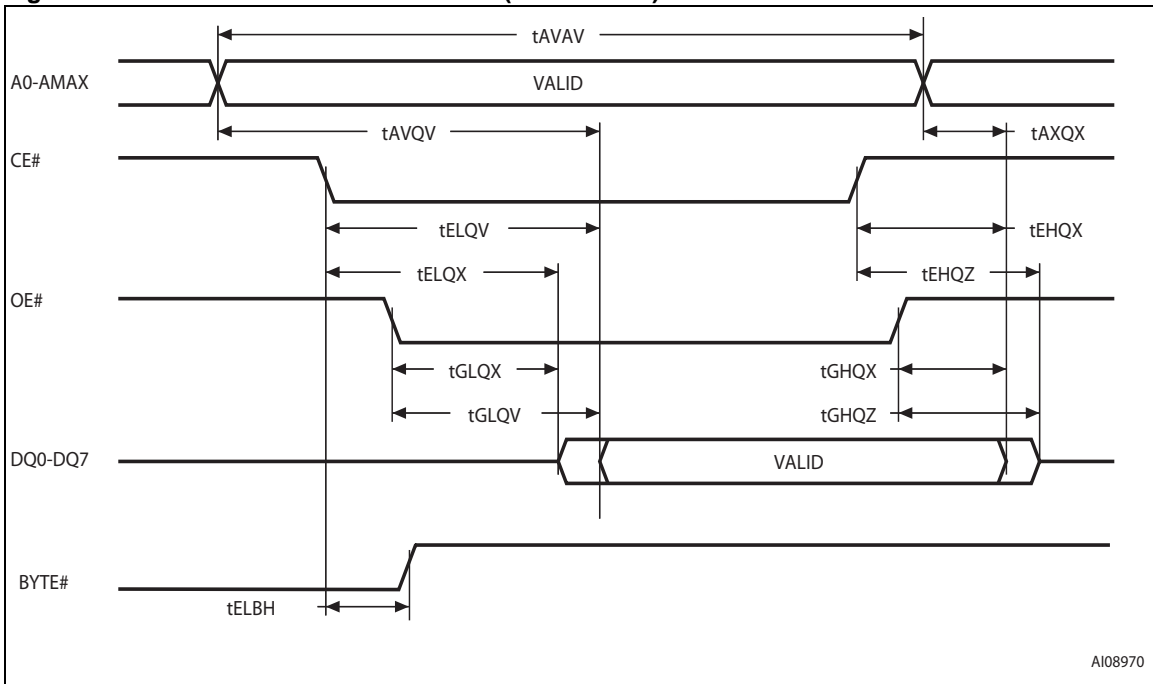 tAVAV
A0-AMAX
VALID
tAVQV
tAXQX
CE#
tELQV
tEHQX
tELQX
tEHQZ
OE#
tGLQX
tGHQX
tGLQV
tGHQZ
DQ0-DQ7
VALID
BYTE#
tELBH
AI08970